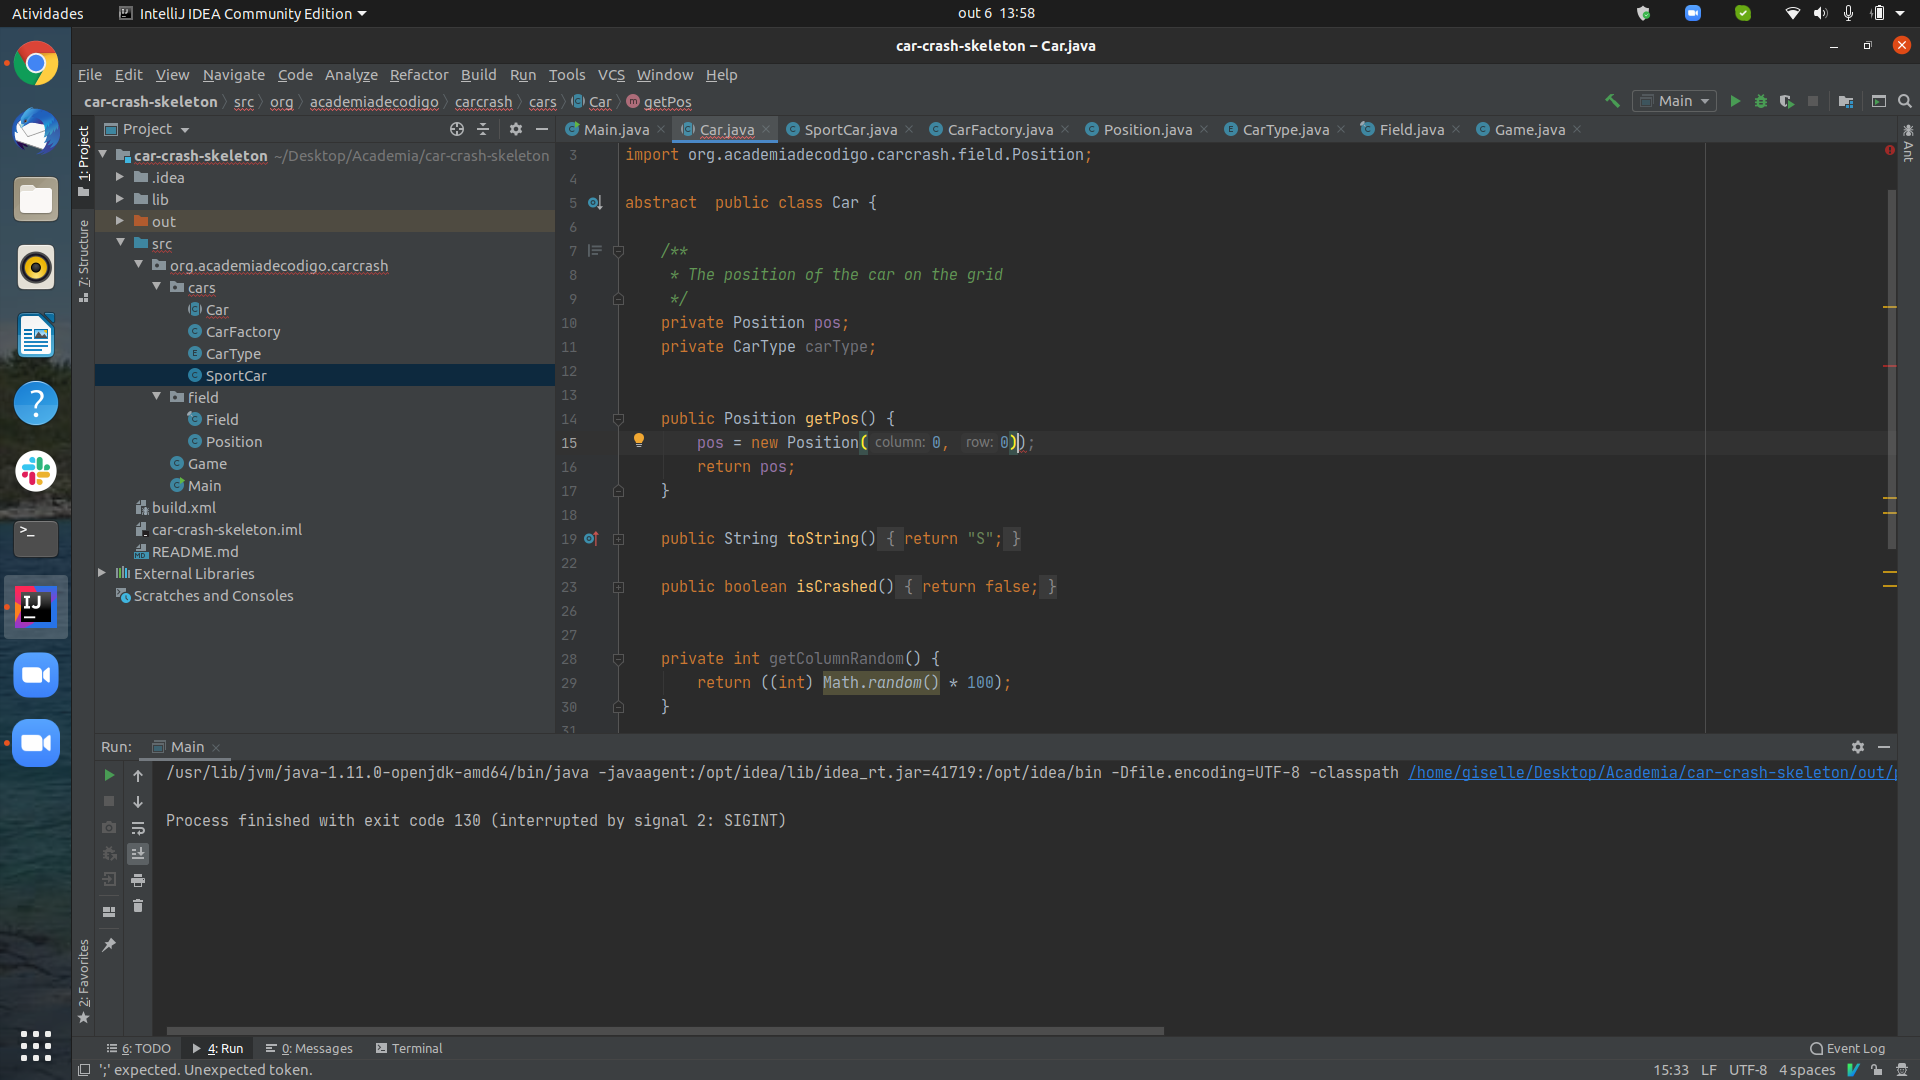 Atividades
IntelliJ IDEA Community Edition
out 6 13:58
car-crash-skeleton – Car.java
File Edit View Navigate Code Analyze Refactor Build Run Tools VCS Window Help
car-crash-skeleton src org academiadecodigo carcrash cars Car getPos
Main
Project
Main.java Car.java SportCar.java CarFactory.java Position.java CarType.java Field.java Game.java
1: Project
7: Structure
2: Favorites
Ant
car-crash-skeleton ~/Desktop/Academia/car-crash-skeleton
.idea
lib
out
src
org.academiadecodigo.carcrash
cars
Car
CarFactory
CarType
SportCar
field
Field
Position
Game
Main
build.xml
car-crash-skeleton.iml
README.md
External Libraries
Scratches and Consoles
3 import org.academiadecodigo.carcrash.field.Position;
4
5 abstract  public class Car {
6
7 /**
8 * The position of the car on the grid
9 */
10 private Position pos;
11 private CarType carType;
12
13
14 public Position getPos() {
15 pos = new Position( column: 0, row: 0));
16 return pos;
17 }
18
19 public String toString() { return "S"; }
22
23 public boolean isCrashed() { return false; }
26
27
28 private int getColumnRandom() {
29 return ((int) Math.random() * 100);
30 }
31
Run: Main
/usr/lib/jvm/java-1.11.0-openjdk-amd64/bin/java -javaagent:/opt/idea/lib/idea_rt.jar=41719:/opt/idea/bin -Dfile.encoding=UTF-8 -classpath /home/giselle/Desktop/Academia/car-crash-skeleton/out/
Process finished with exit code 130 (interrupted by signal 2: SIGINT)
6: TODO 4: Run 0: Messages Terminal
Event Log
';' expected. Unexpected token.
15:33 LF UTF-8 4 spaces